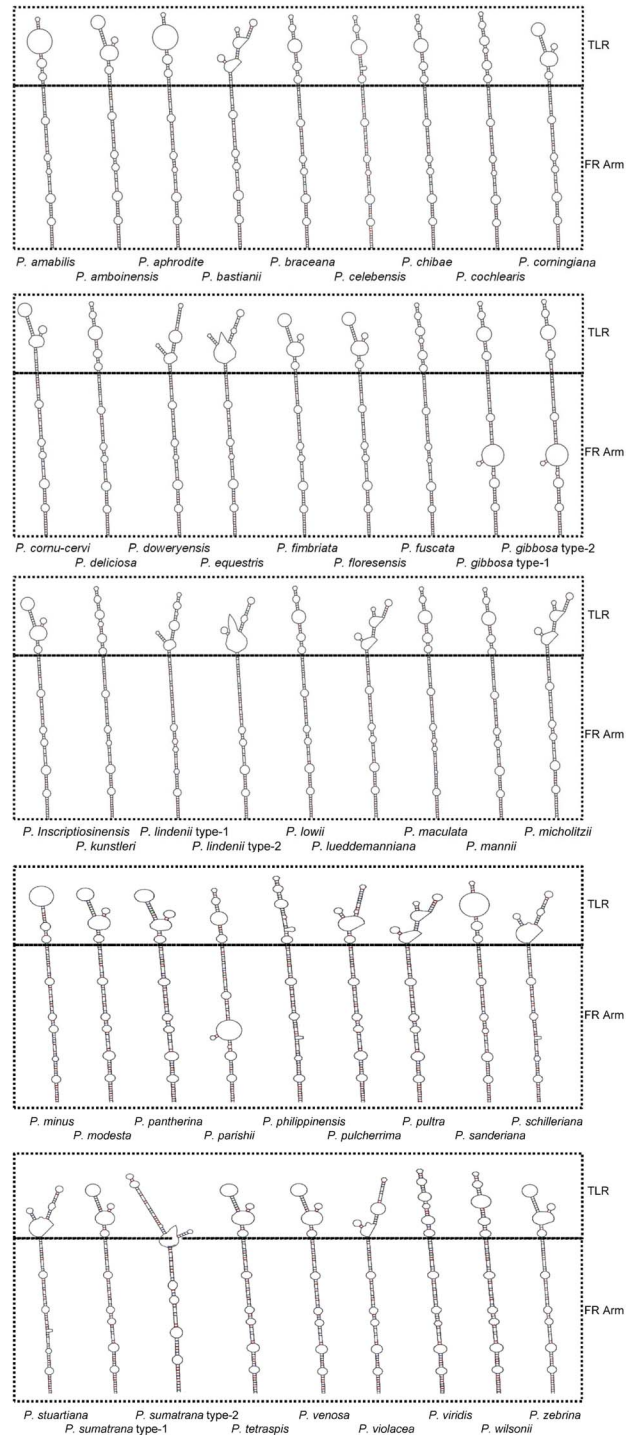 TLR
FR Arm
P. amabilis P. aphrodite P. braceana P. chibae P. corningiana
P. amboinensis P. bastianii P. celebensis P. cochlearis
TLR
FR Arm
P. cornu-cervi P. doweryensis P. fimbriata P. fuscata P. gibbosa type-2
P. deliciosa P. equestris P. floresensis P. gibbosa type-1
TLR
FR Arm
P. Inscriptiosinensis P. lindenii type-1 P. lowii P. maculata P. micholitzii
P. kunstleri P. lindenii type-2 P. lueddemanniana P. mannii
TLR
FR Arm
P. minus P. pantherina P. philippinensis P. pultra P. schilleriana
P. modesta P. parishii P. pulcherrima P. sanderiana
TLR
FR Arm
P. stuartiana P. sumatrana type-2 P. venosa P. viridis P. zebrina
P. sumatrana type-1 P. tetraspis P. violacea P. wilsonii